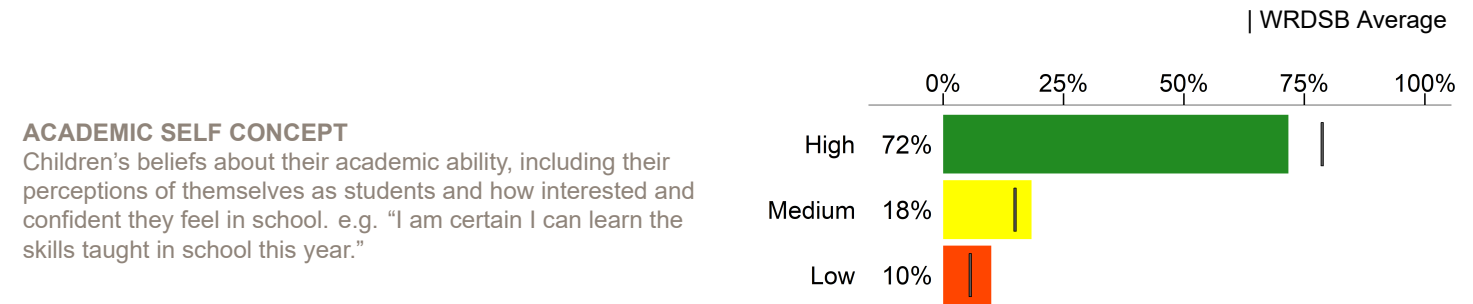 | WRDSB Average
0% 25% 50% 75% 100%
ACADEMIC SELF CONCEPT
Children’s beliefs about their academic ability, including their
perceptions of themselves as students and how interested and
confident they feel in school. e.g. “I am certain I can learn the
skills taught in school this year.”
High 72%
Medium 18%
Low 10%